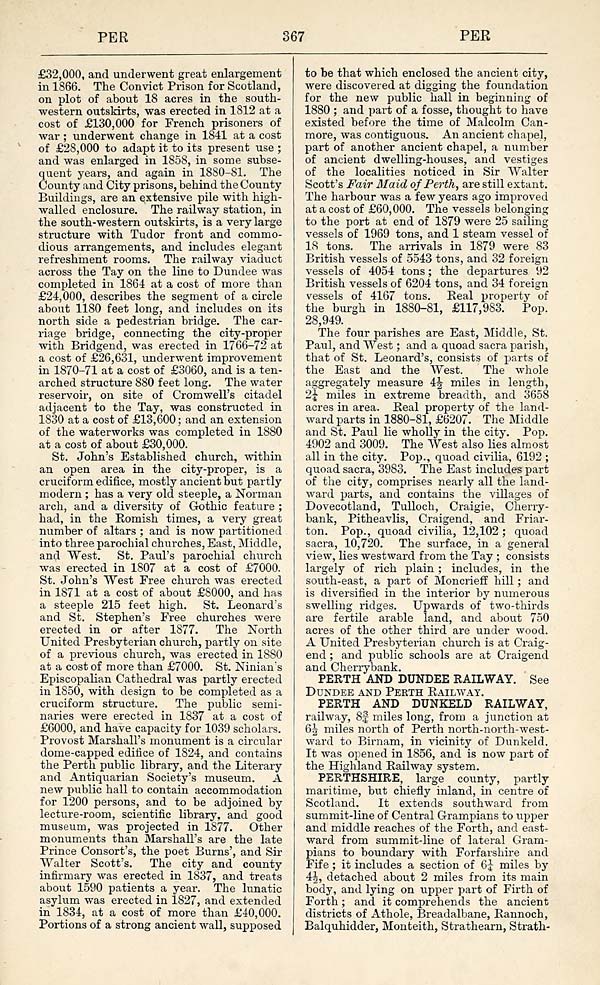 PER 367 PER
£32,000, and underwent great enlargement
in 1866. The Convict Prison for Scotland,
on plot of about 18 acres in the south-
western outskirts, was erected in 1812 at a
cost of £130,000 for French prisoners of
war ; underwent change in 1841 at a cost
of £28,000 to adapt it to its present use ;
and was enlarged in 1858, in some subse-
quent years, and again in 1880-81. The
County and City prisons, behind the County
Buildings, are an extensive pile with high-
walled enclosure. The railway station, in
the south-western outskirts, is a very large
structure with Tudor front and commo-
dious arrangements, and includes elegant
refreshment rooms. The railway viaduct
across the Tay on the line to Dundee was
completed in 1864 at a cost of more than
£24,000, describes the segment of a circle
about 1180 feet long, and includes on its
north side a pedestrian bridge. The car-
riage bridge, connecting the city-proper
with Bridgend, was erected in 1766-72 at
a cost of £26,631, underwent improvement
in 1870-71 at a cost of £3060, and is a ten-
arched structure 880 feet long. The water
reservoir, on site of Cromwell's citadel
adjacent to the Tay, was constructed in
1830 at a cost of £13,600 ; and an extension
of the waterworks was completed in 1880
at a cost of about £30,000.
St. John's Established church, within
an open area in the city-proper, is a
cruciform edifice, mostly ancient but partly
modern ; has a very old steeple, a Norman
arch, and a diversity of Gothic feature ;
had, in the Romish times, a very great
number of altars ; and is now partitioned
into three parochial churches, East, Middle,
and West. St. Paul's parochial church
was erected in 1807 at a cost of £7000.
St. John's West Free church was erected
in 1871 at a cost of about £8000, and has
a steeple 215 feet high. St. Leonard's
and St. Stephen's Free churches were
erected in or after 1877. The North
United Presbyterian church, partly on site
of a previous church, was erected in 1880
at a cost of more than £7000. St. Ninian's
Episcopalian Cathedral was partly erected
in 1850, with design to be completed as a
cruciform structure. The public semi-
naries were erected in 1837 at a cost of
£6000, and have capacity for 1039 scholars.
Provost Marshall's monument is a circular
dome-capped edifice of 1824, and contains
the Perth public library, and the Literary
and Antiquarian Society's museum. A
new public hall to contain accommodation
for 1200 persons, and to be adjoined by
lecture-room, scientific library, and good
museum, was projected in 1877. Other
monuments than Marshall's are the late
Prince Consort's, the poet Burns', and Sir
Walter Scott's. The city and county
infirmary was erected in 1837, and treats
about 1590 patients a year. The lunatic
asylum was erected in 1827, and extended
in 1834, at a cost of more than £40,000.
Portions of a strong ancient wall, supposed
to be that which enclosed the ancient city,
were discovered at digging the foundation
for the new public hall in beginning of
1880 ; and part of a fosse, thought to have
existed before the time of Malcolm Can-
more, was contiguous. An ancient chapel,
part of another ancient chapel, a number
of ancient dwelling-houses, and vestiges
of the localities noticed in Sir Walter
Scott's Fair Maid of Perth, are still extant.
The harbour was a few years ago improved
at a cost of £60,000. The vessels belonging
to the port at end of 1879 were 25 sailing
vessels of 1969 tons, and 1 steam vessel of
18 tons. The arrivals in 1879 were 83
British vessels of 5543 tons, and 32 foreign
vessels of 4054 tons ; the departures 92
British vessels of 6204 tons, and 34 foreign
vessels of 4167 tons. Real property of
the burgh in 1880-81, £117,983. Pop.
28,949.
The four parishes are East, Middle, St.
Paul, and West ; and a quoad sacra parish,
that of St. Leonard's, consists of parts of
the East and the West. The whole
aggregately measure 4½ miles in length,
2¼ miles in extreme breadth, and 3658
acres in area. Real property of the land-
ward parts in 1880-81, £6207. The Middle
and St. Paul lie wholly in the city. Pop.
4902 and 3009. The West also lies almost
all in the city. Pop., quoad civilia, 6192 ;
quoad sacra, 3983. The East includes part
of the city, comprises nearly all the land-
ward parts, and contains the villages of
Dovecotland, Tulloch, Craigie, Cherry-
bank, Pitheavlis, Craigend, and Friar-
ton. Pop., quoad civilia, 12,102 ; quoad
sacra, 10,720. The surface, in a general
view, lies westward from the Tay ; consists
largely of rich plain ; includes, in the
south-east, a part of Moncrieff hill ; and
is diversified in the interior by numerous
swelling ridges. Upwards of two-thirds
are fertile arable land, and about 750
acres of the other third are under wood.
A United Presbyterian church is at Craig-
end ; and public schools are at Craigend
and Cherrybank.
PERTH AND DUNDEE RAILWAY. See
DUNDEE AND PERTH RAILWAY.
PERTH AND DUNKELD RAILWAY,
railway, 8¾ miles long, from a junction at
6½ miles north of Perth north-north-west-
ward to Birnam, in vicinity of Dunkeld.
It was opened in 1856, and is now part of
the Highland Railway system.
PERTHSHIRE, large county, partly
maritime, but chiefly inland, in centre of
Scotland. It extends southward from
summit-line of Central Grampians to upper
and middle reaches of the Forth, and east-
ward from summit-line of lateral Gram-
pians to boundary with Forfarshire and
Fife ; it includes a section of 6¾ miles by
4½, detached about 2 miles from its main
body, and lying on upper part of Firth of
Forth ; and it comprehends the ancient
districts of Athole, Breadalbane, Rannoch,
Balquhidder, Monteith, Strathearn, Strath-